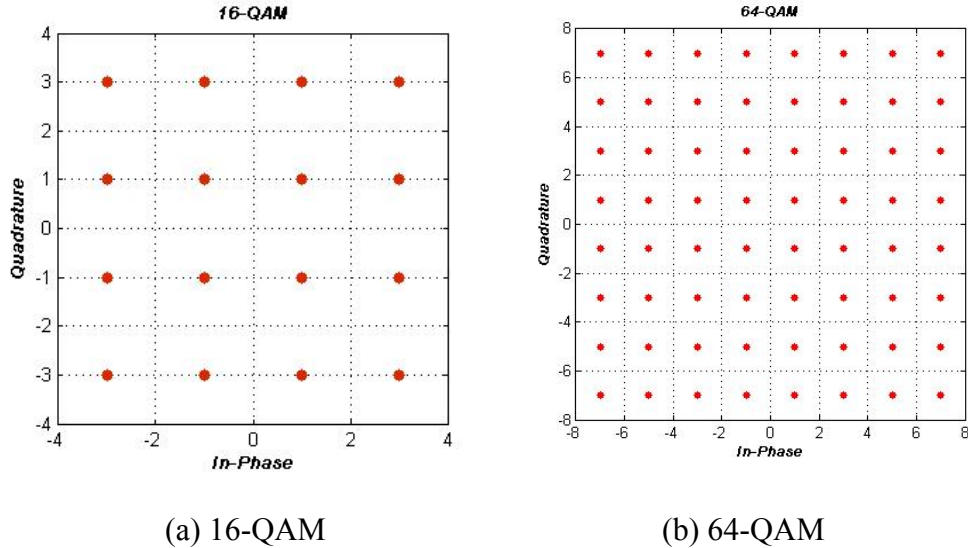 16-QAM
4
3
2
1
0
-1
-2
-3
-4
-4 -2 0 2 4
Quadrature
In-Phase
(a) 16-QAM
64-QAM
8
6
4
2
0
-2
-4
-6
-8
-8 -6 -4 -2 0 2 4 6 8
Quadrature
In-Phase
(b) 64-QAM